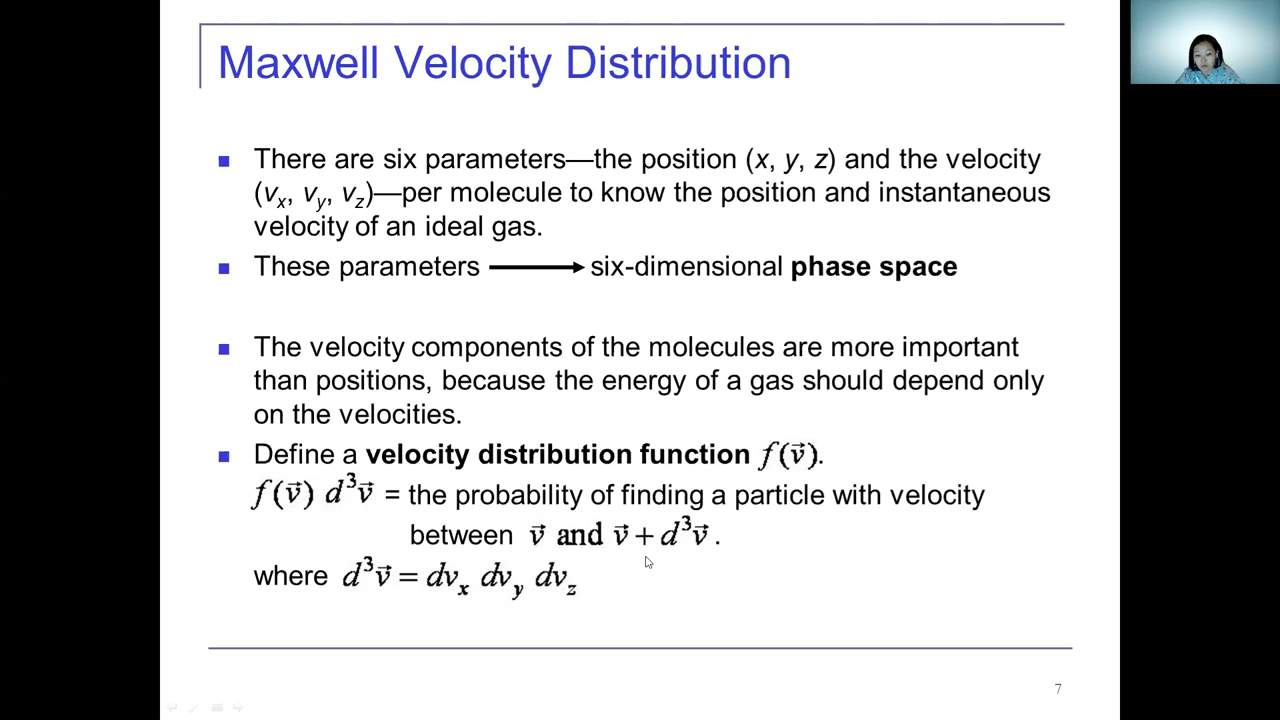 Maxwell Velocity Distribution
There are six parameters—the position (x, y, z) and the velocity
(vx, vy, vz)—per molecule to know the position and instantaneous
velocity of an ideal gas.
These parameters ⟶ six-dimensional phase space
The velocity components of the molecules are more important
than positions, because the energy of a gas should depend only
on the velocities.
Define a velocity distribution function f(v⃗).
f(v⃗) d³v⃗ = the probability of finding a particle with velocity
between v⃗ and v⃗ + d³v⃗ .
where d³v⃗ = dvx dvy dvz
7